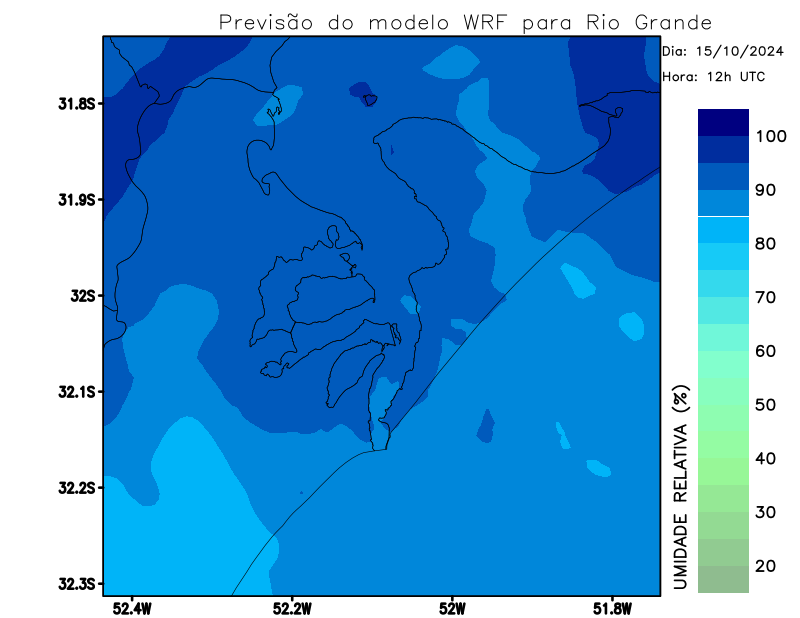 Previsão do modelo WRF para Rio Grande
Dia: 15/10/2024
Hora: 12h UTC
31.8S
31.9S
32S
32.1S
32.2S
32.3S
52.4W
52.2W
52W
51.8W
UMIDADE RELATIVA (%)
100
90
80
70
60
50
40
30
20